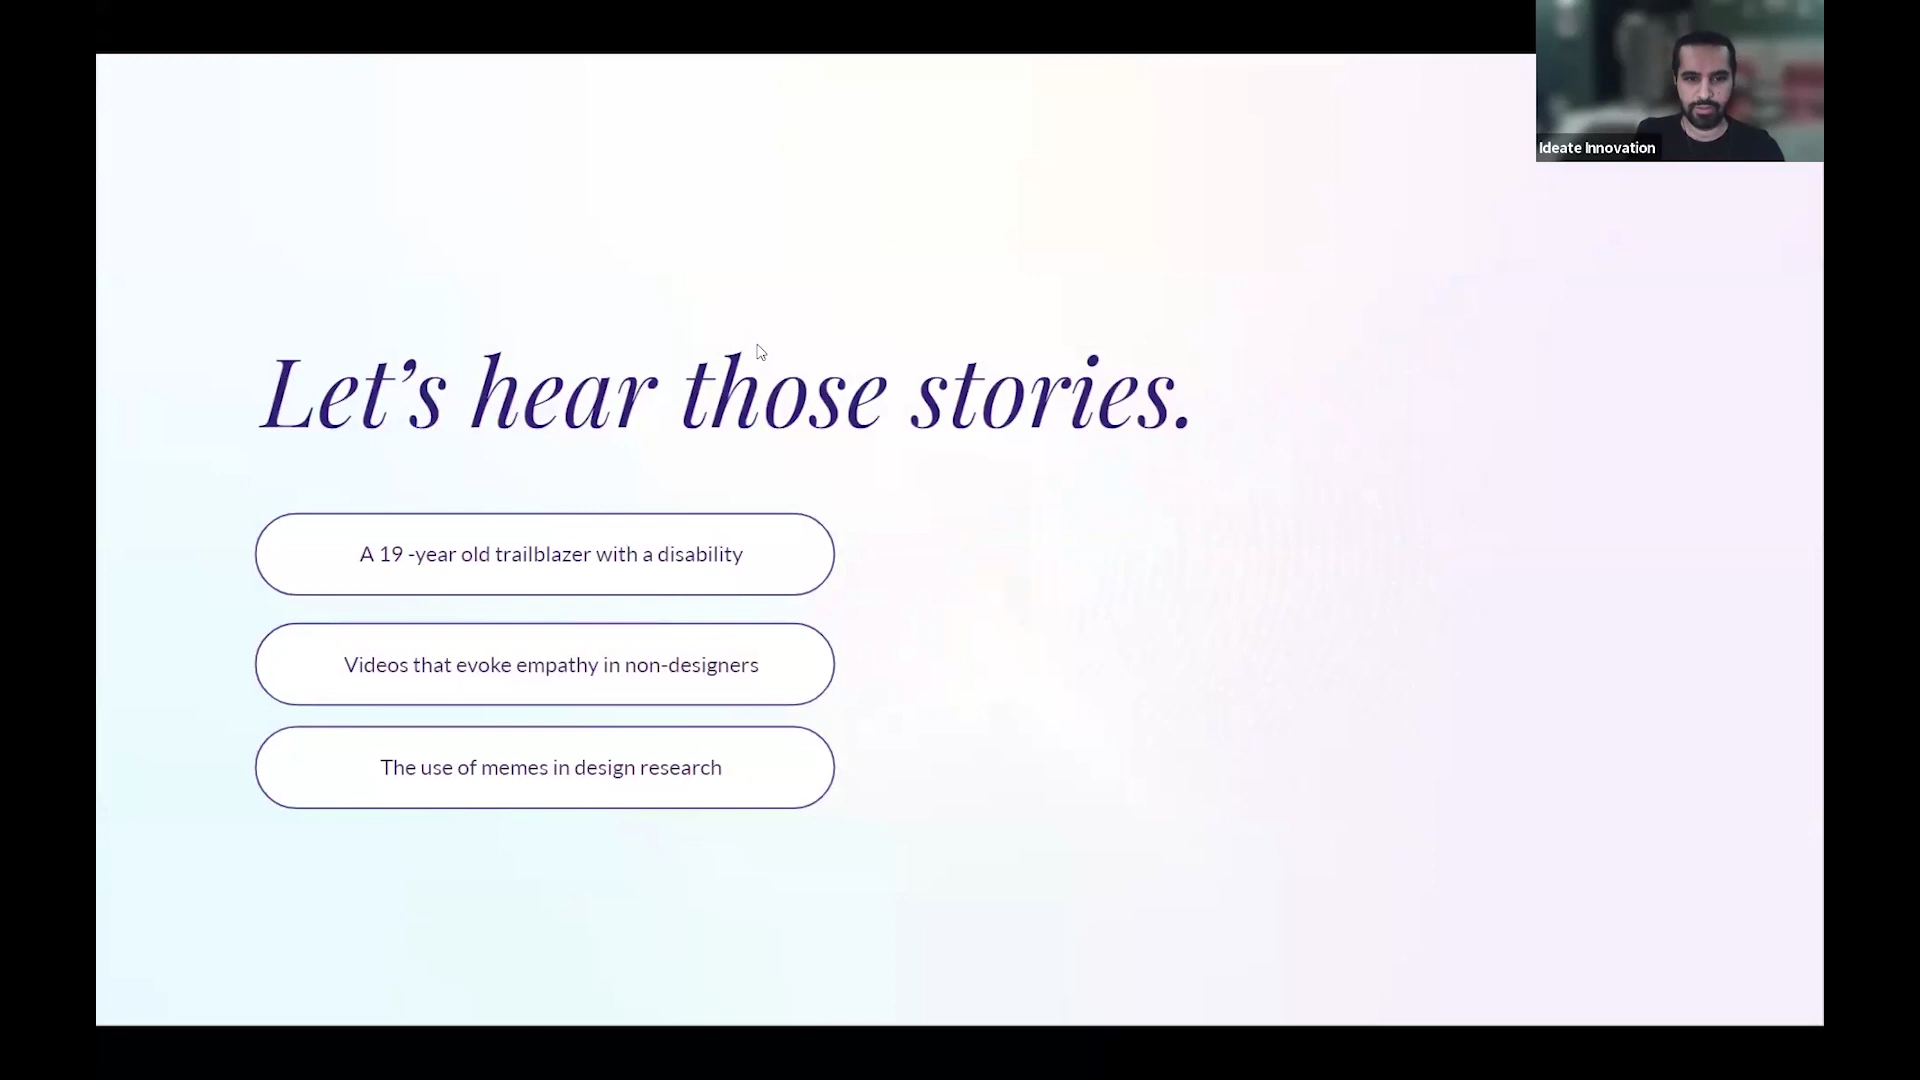 Ideate Innovation
Let’s hear those stories.
A 19 -year old trailblazer with a disability
Videos that evoke empathy in non-designers
The use of memes in design research